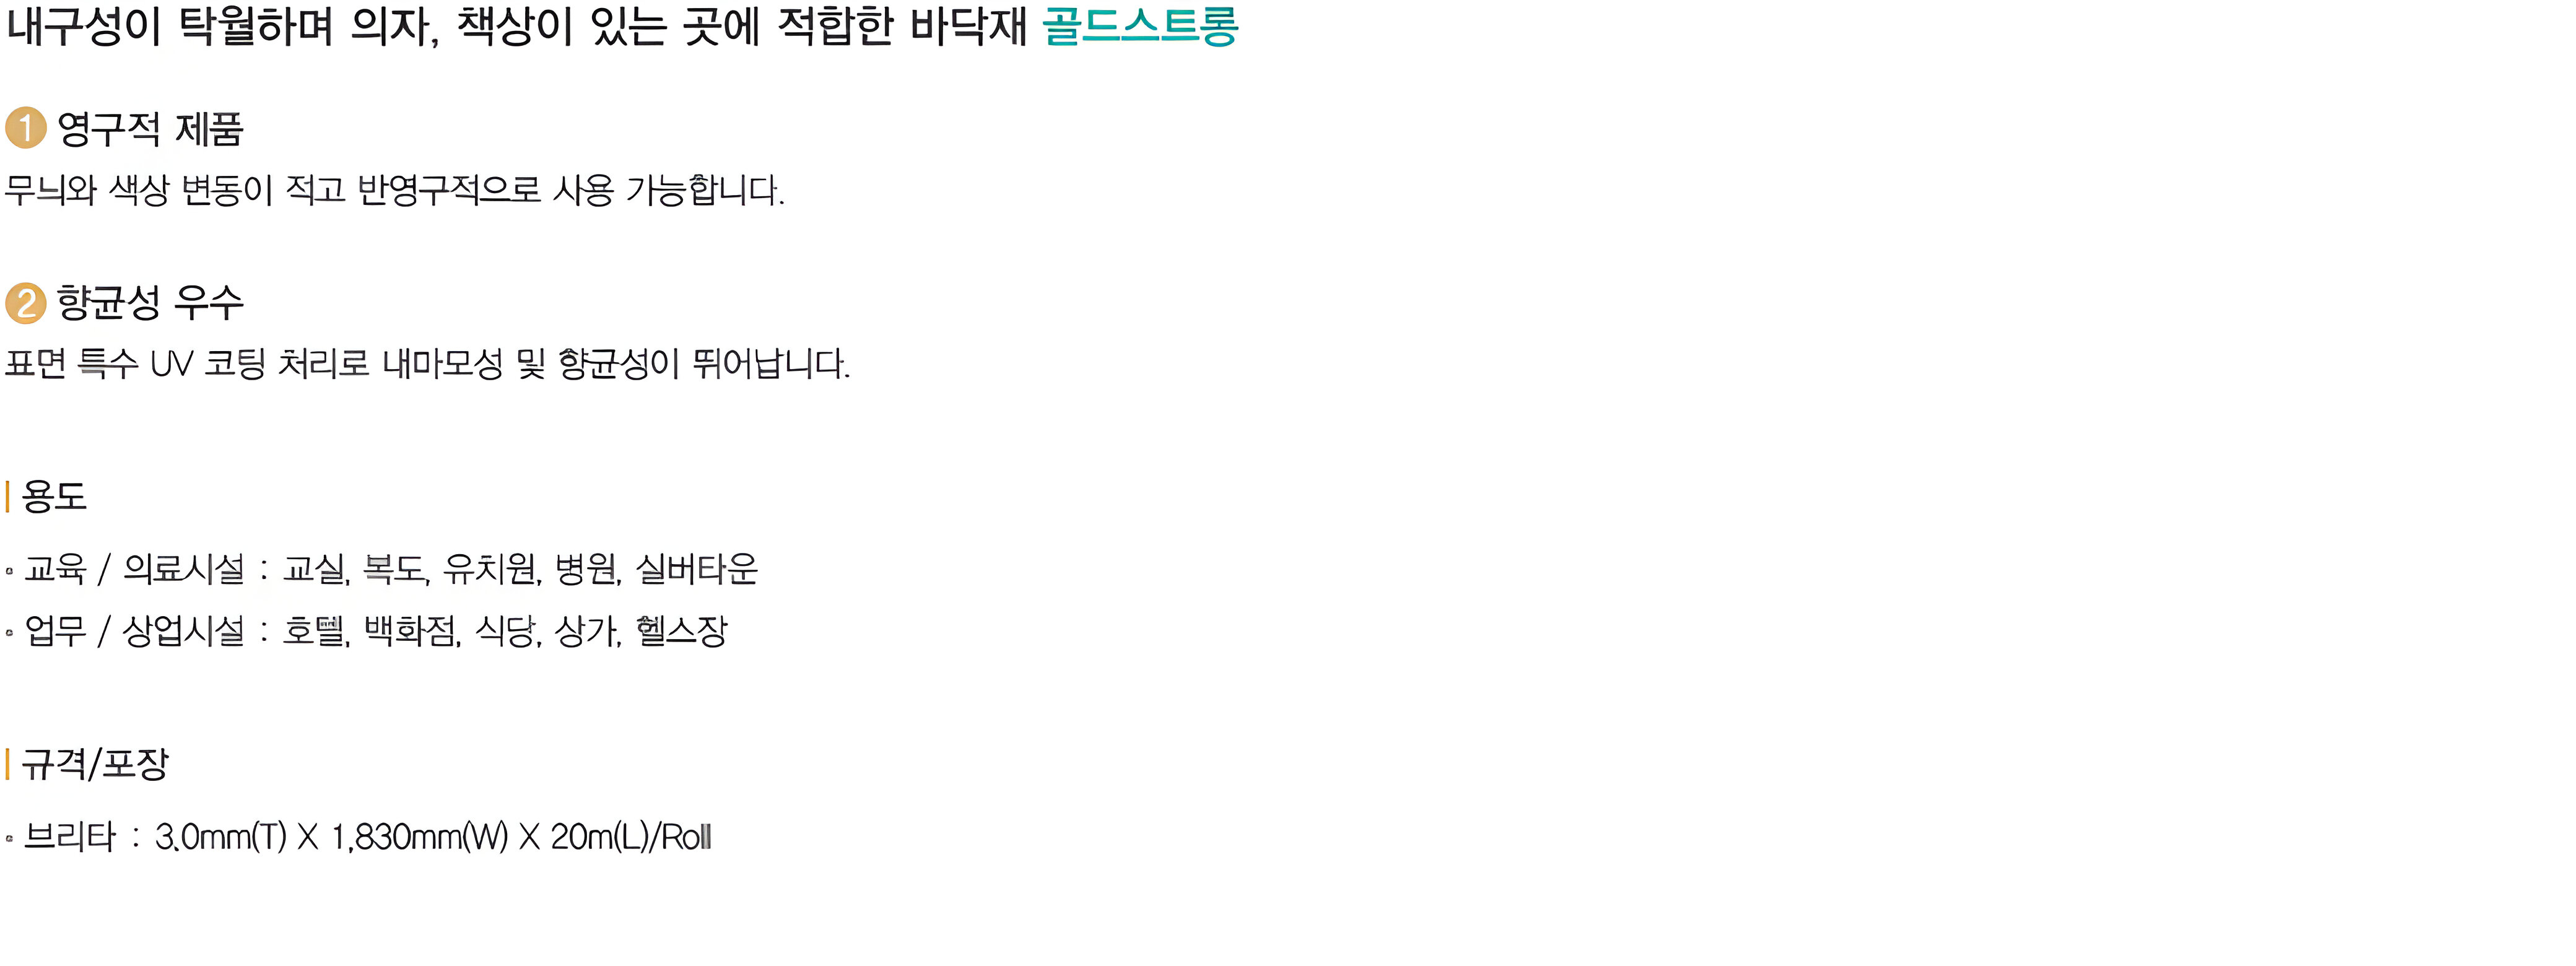 내구성이 탁월하며 의자, 책상이 있는 곳에 적합한 바닥재 골드스트롱
1 영구적 제품
무늬와 색상 변동이 적고 반영구적으로 사용 가능합니다.
2 향균성 우수
표면 특수 UV 코팅 처리로 내마모성 및 향균성이 뛰어납니다.
용도
◦ 교육 / 의료시설 : 교실, 복도, 유치원, 병원, 실버타운
◦ 업무 / 상업시설 : 호텔, 백화점, 식당, 상가, 헬스장
규격/포장
◦ 브리타 : 3.0mm(T) X 1,830mm(W) X 20m(L)/Roll